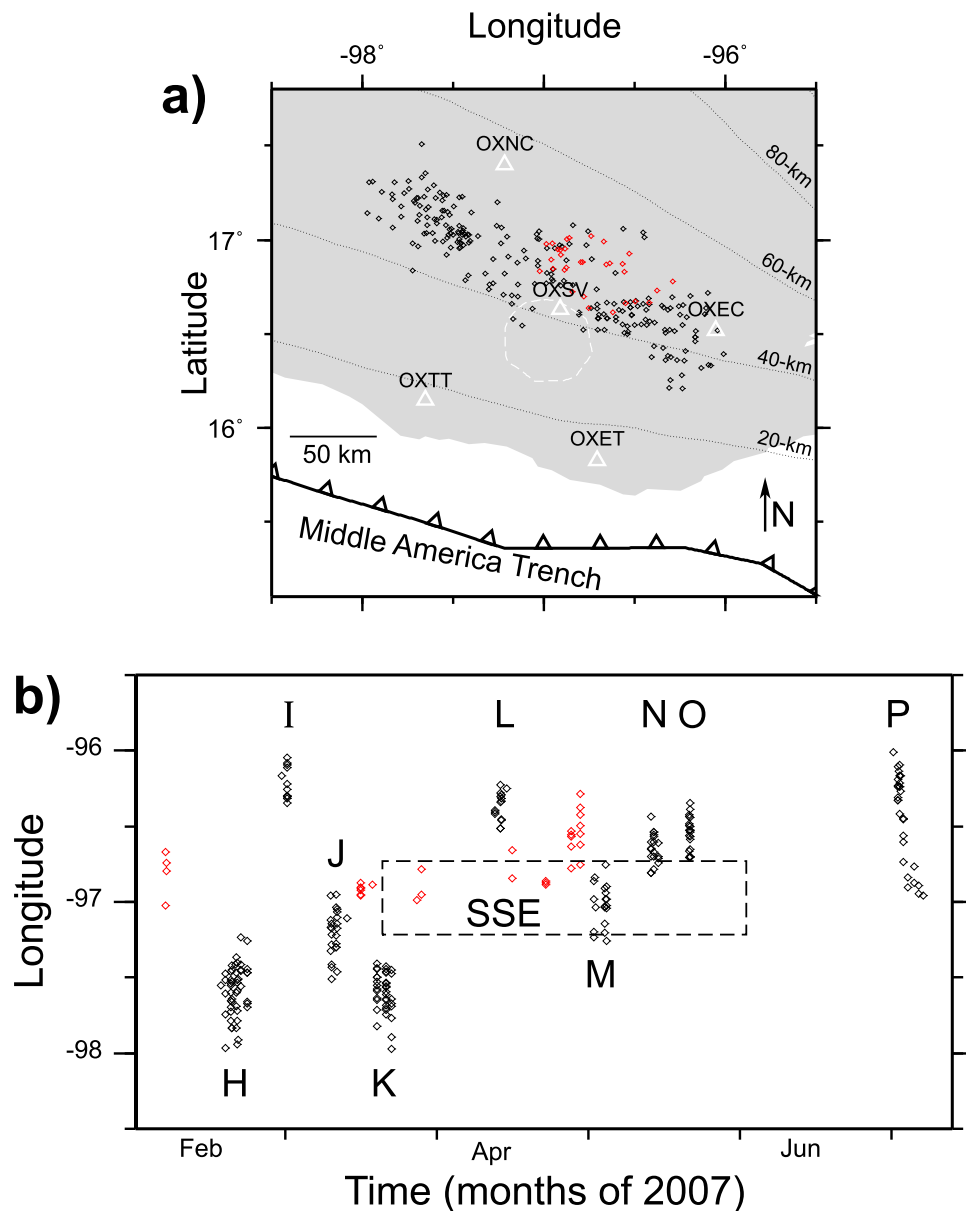 Longitude
-98° -96°
a)
80-km
OXNC
17°
60-km
OXSV
OXEC
Latitude
40-km
OXTT
16°
OXET
20-km
50 km
N
Middle America Trench
b)
I L N O P
-96
J
Longitude
-97
SSE
M
-98
H K
Feb Apr Jun
Time (months of 2007)